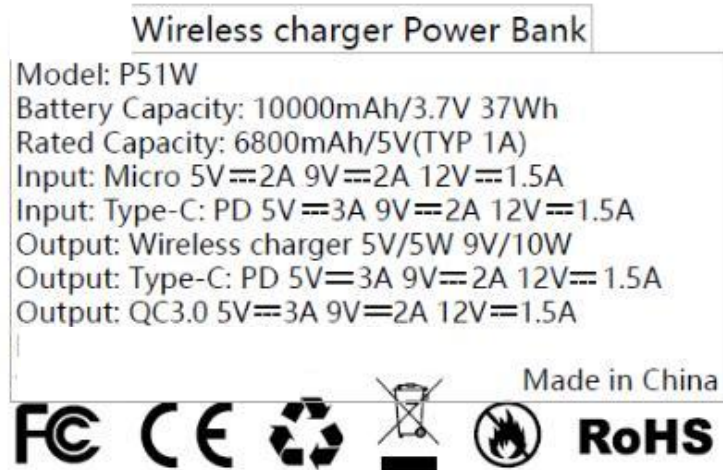 Wireless charger Power Bank
Model: P51W
Battery Capacity: 10000mAh/3.7V 37Wh
Rated Capacity: 6800mAh/5V(TYP 1A)
Input: Micro 5V⎓2A 9V⎓2A 12V⎓1.5A
Input: Type-C: PD 5V⎓3A 9V⎓2A 12V⎓1.5A
Output: Wireless charger 5V/5W 9V/10W
Output: Type-C: PD 5V⎓3A 9V⎓2A 12V⎓1.5A
Output: QC3.0 5V⎓3A 9V⎓2A 12V⎓1.5A
Made in China
FC CE RoHS